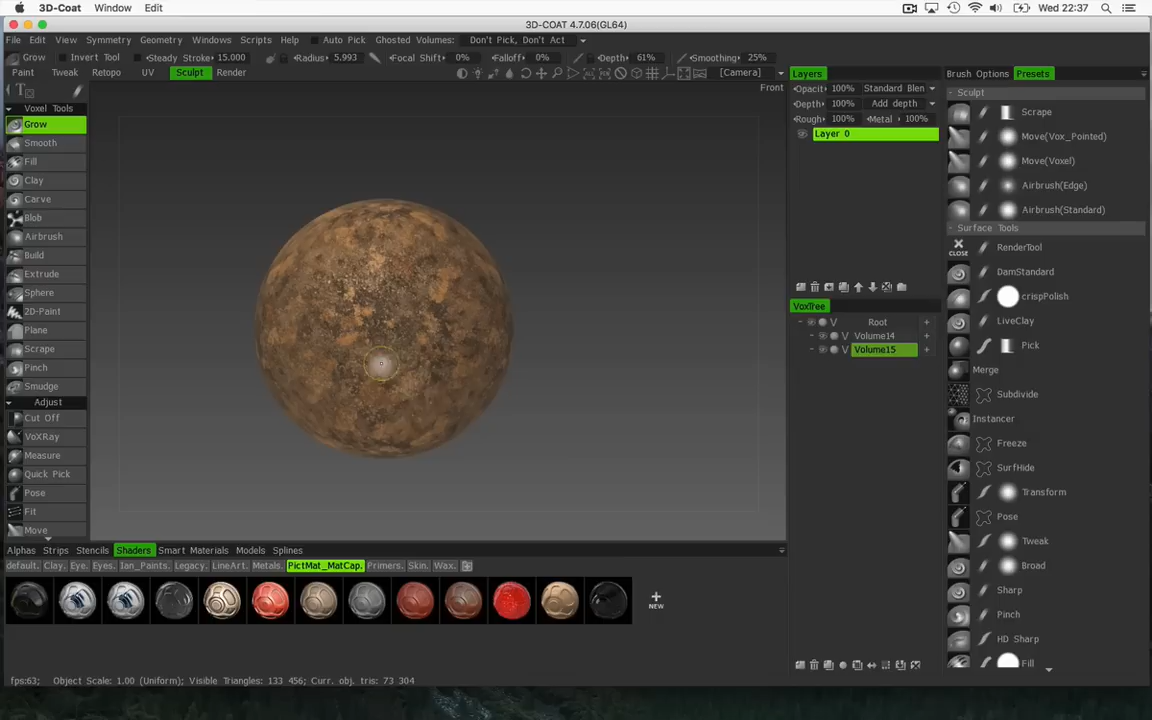 3D-Coat Window Edit Wed 22:37
3D-COAT 4.7.06(GL64)
File Edit View Symmetry Geometry Windows Scripts Help Auto Pick Ghosted Volumes: Don't Pick, Don't Act
Grow Invert Tool Steady Stroke: 15.000 Radius: 5.993 Focal Shift: 0% Falloff: 0% Depth: 61% Smoothing: 25%
Paint Tweak Retopo UV Sculpt Render [Camera]
Front
Voxel Tools
Grow
Smooth
Fill
Clay
Carve
Blob
Airbrush
Build
Extrude
Sphere
2D-Paint
Plane
Scrape
Pinch
Smudge
Adjust
Cut Off
VoXRay
Measure
Quick Pick
Pose
Fit
Move
Layers
Opacit 100% Standard Blen
Depth: 100% Add depth
Rough: 100% Metal 100%
Layer 0
VoxTree
V Root +
V Volume14 +
V Volume15 +
Brush Options Presets
Sculpt
Scrape
Move(Vox_Pointed)
Move(Voxel)
Airbrush(Edge)
Airbrush(Standard)
Surface Tools
CLOSE RenderTool
DamStandard
crispPolish
LiveClay
Pick
Merge
Subdivide
Instancer
Freeze
SurfHide
Transform
Pose
Tweak
Broad
Sharp
Pinch
HD Sharp
Fill
Alphas Strips Stencils Shaders Smart Materials Models Splines
default. Clay. Eye. Eyes. Ian_Paints. Legacy. LineArt. Metals. PictMat_MatCap. Primers. Skin. Wax.
NEW
fps:63; Object Scale: 1.00 (Uniform); Visible Triangles: 133 456; Curr. obj. tris: 73 304